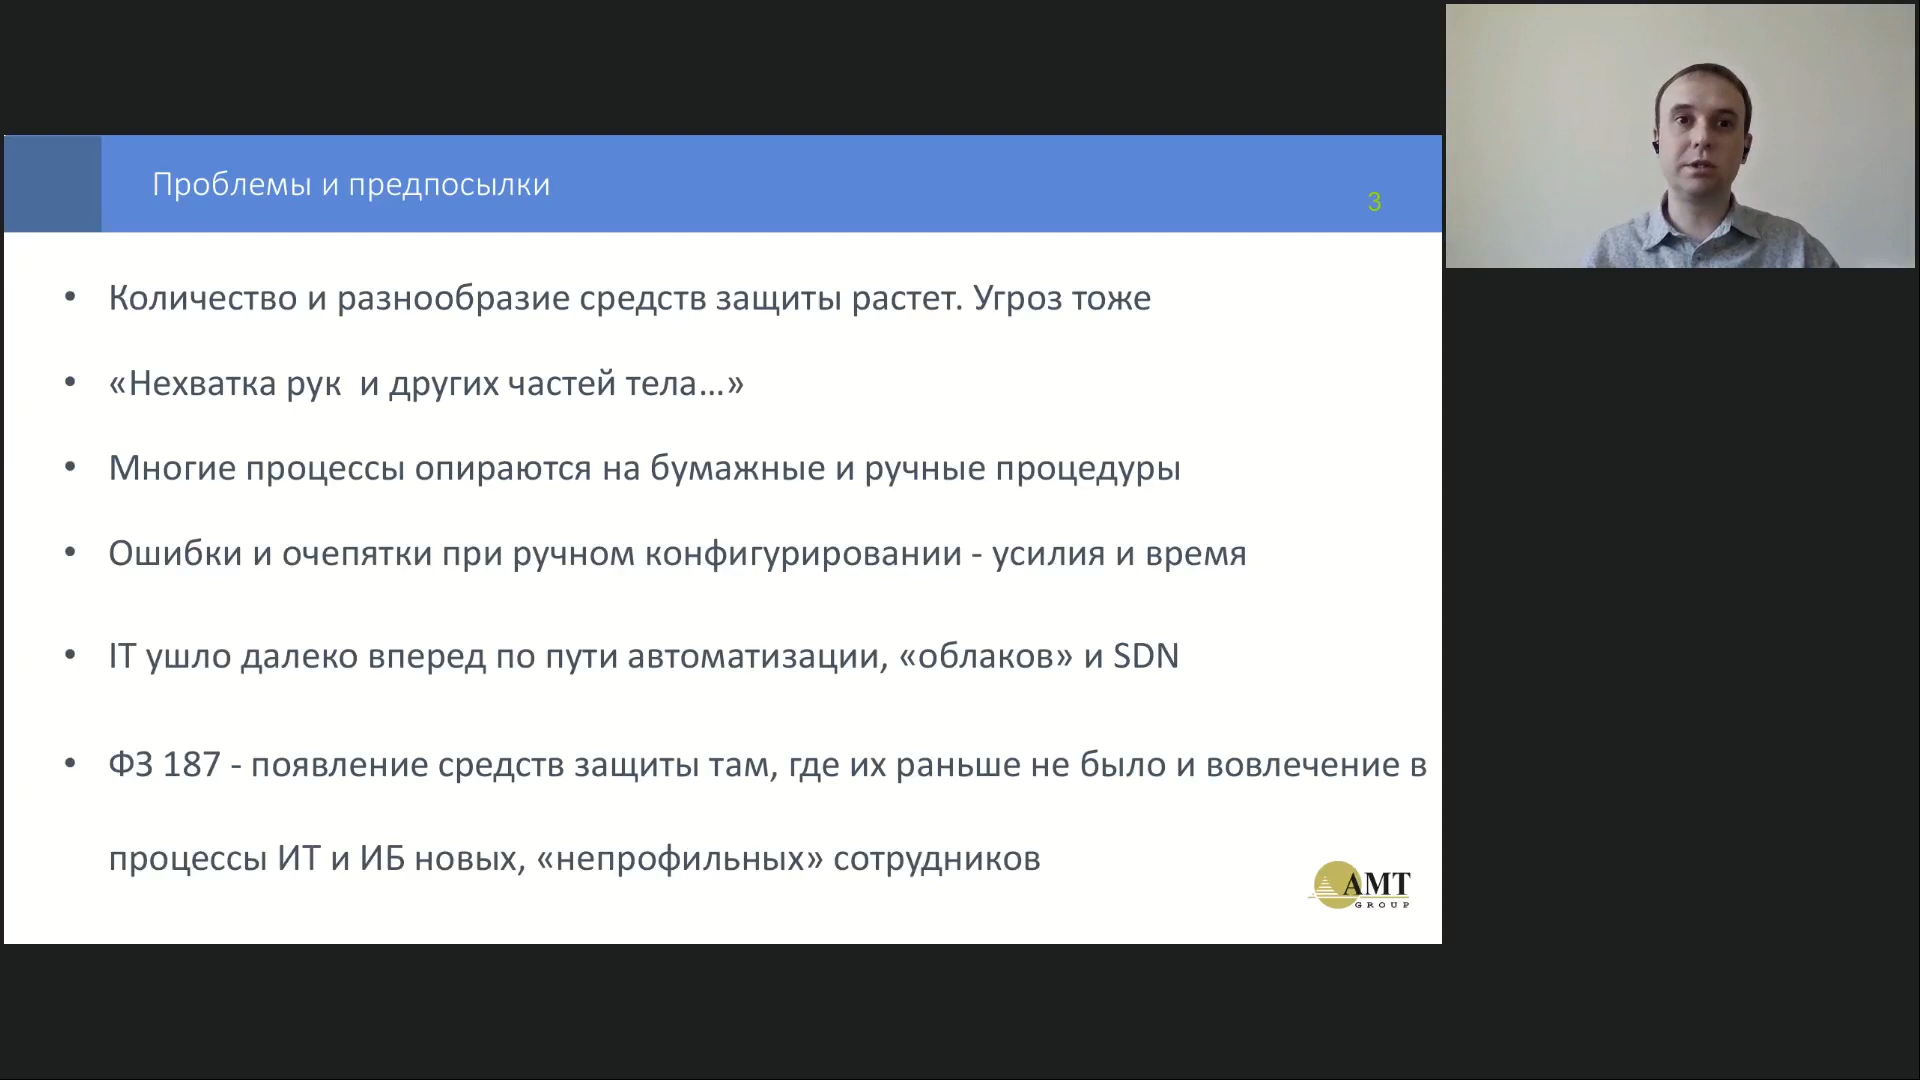 Проблемы и предпосылки
3
• Количество и разнообразие средств защиты растет. Угроз тоже
• «Нехватка рук  и других частей тела...»
• Многие процессы опираются на бумажные и ручные процедуры
• Ошибки и очепятки при ручном конфигурировании - усилия и время
• IT ушло далеко вперед по пути автоматизации, «облаков» и SDN
• ФЗ 187 - появление средств защиты там, где их раньше не было и вовлечение в
процессы ИТ и ИБ новых, «непрофильных» сотрудников
AMT
GROUP